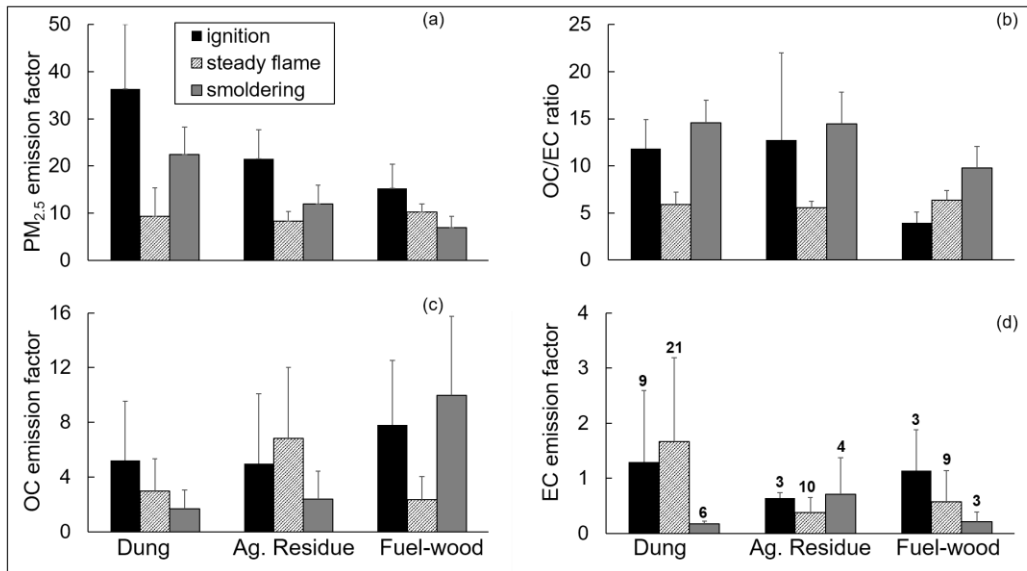 (a)
PM2.5 emission factor
50
40
30
20
10
0
ignition
steady flame
smoldering
(b)
OC/EC ratio
25
20
15
10
5
0
(c)
OC emission factor
16
12
8
4
0
Dung Ag. Residue Fuel-wood
(d)
EC emission factor
4
3
2
1
0
9 21 6 3 10 4 3 9 3
Dung Ag. Residue Fuel-wood